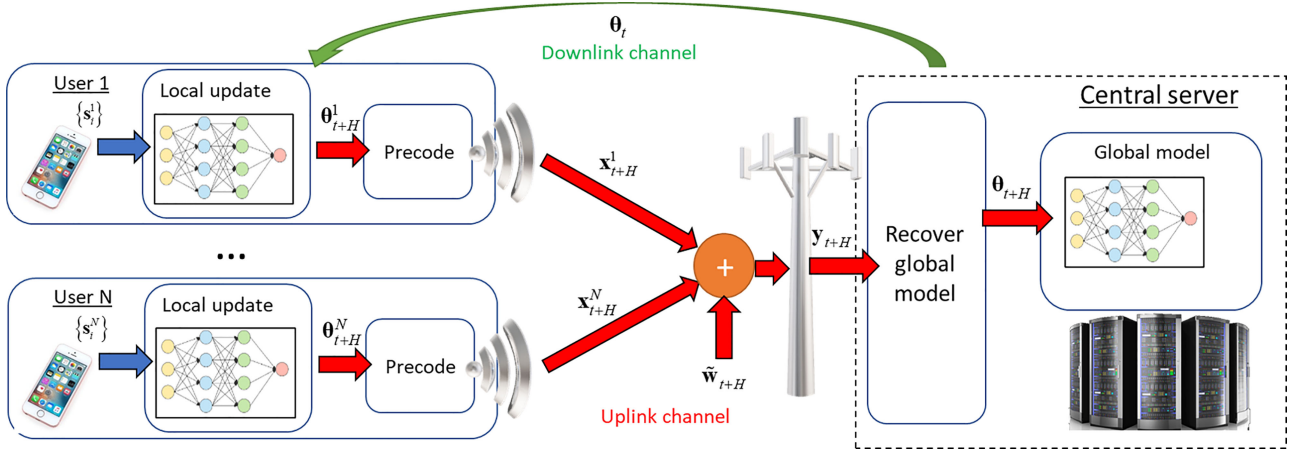 θ_t
Downlink channel
User 1
{s_i^1}
Local update
θ_{t+H}^1
Precode
x_{t+H}^1
...
User N
{s_i^N}
Local update
θ_{t+H}^N
Precode
x_{t+H}^N
+
w̃_{t+H}
Uplink channel
y_{t+H}
Central server
Recover
global
model
θ_{t+H}
Global model